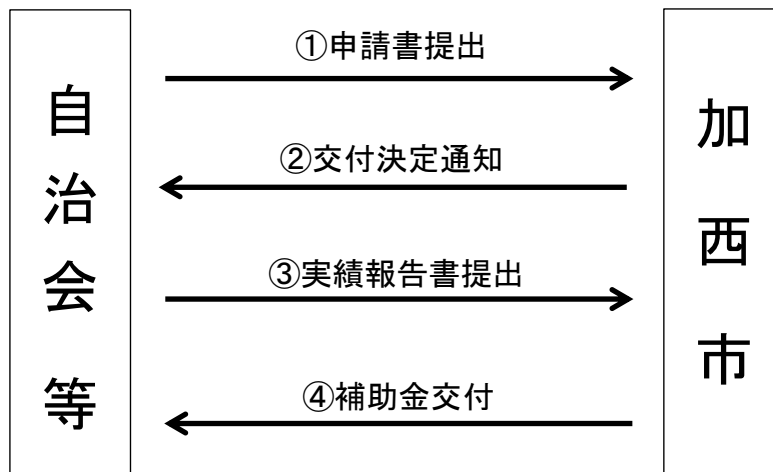 自治会等
①申請書提出
②交付決定通知
③実績報告書提出
④補助金交付
加西市